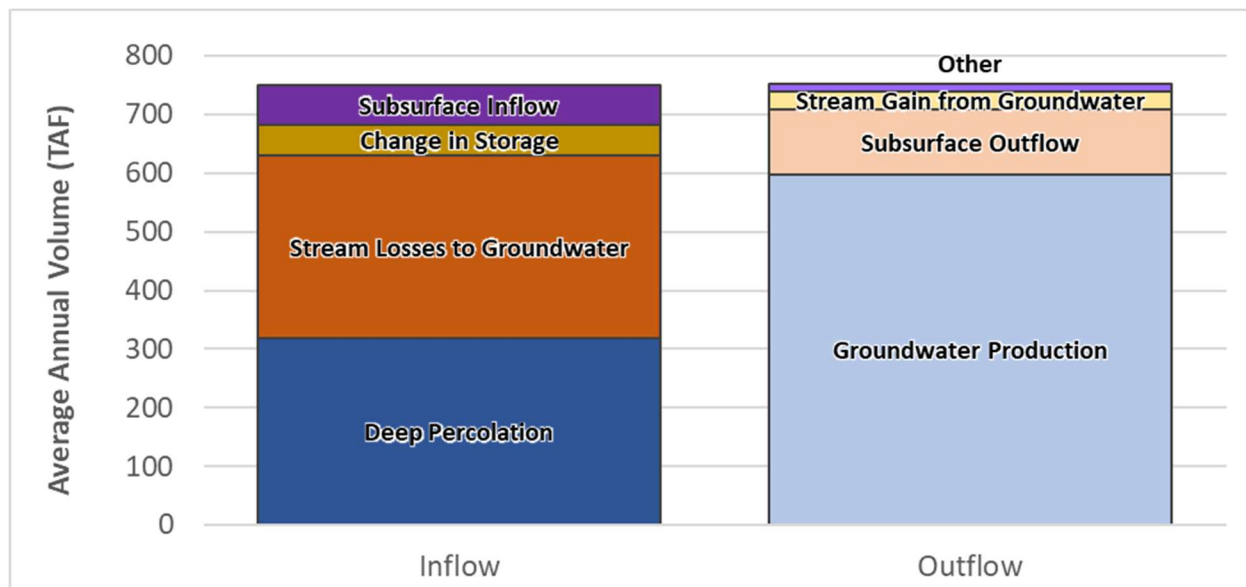 Average Annual Volume (TAF)
800
700
600
500
400
300
200
100
0
Subsurface Inflow
Change in Storage
Stream Losses to Groundwater
Deep Percolation
Other
Stream Gain from Groundwater
Subsurface Outflow
Groundwater Production
Inflow
Outflow